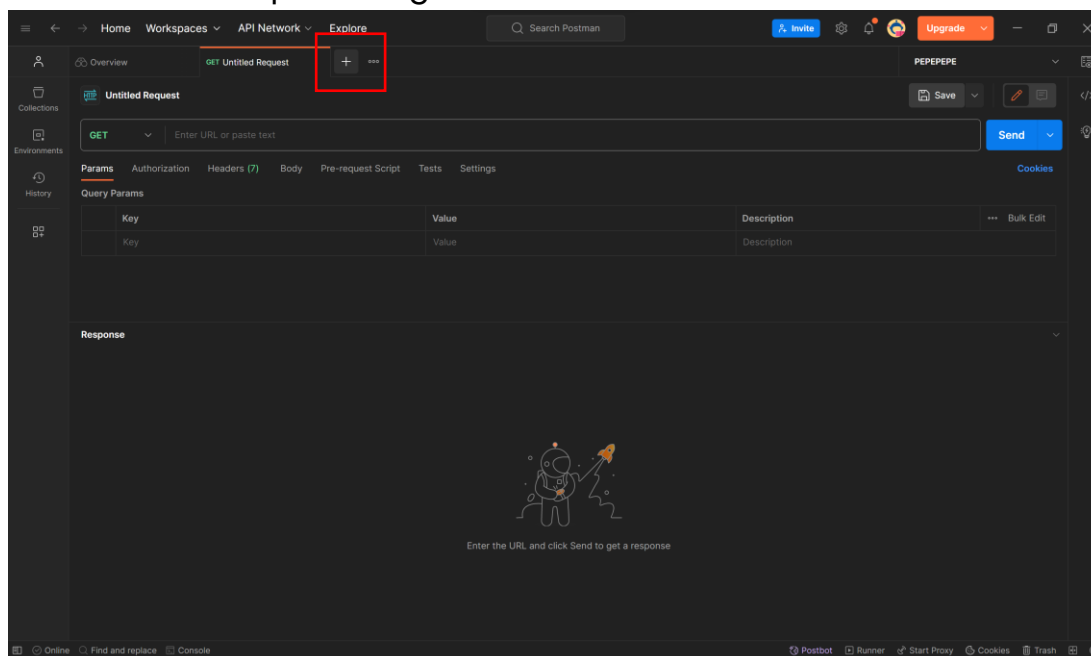 Home Workspaces API Network Explore Search Postman Invite Upgrade
Overview GET Untitled Request + PEPEPEPE
HTTP Untitled Request Save
Collections
GET Enter URL or paste text Send
Environments
Params Authorization Headers (7) Body Pre-request Script Tests Settings Cookies
History
Query Params
Key Value Description Bulk Edit
Key Value Description
Response
Enter the URL and click Send to get a response
Online Find and replace Console Postbot Runner Start Proxy Cookies Trash